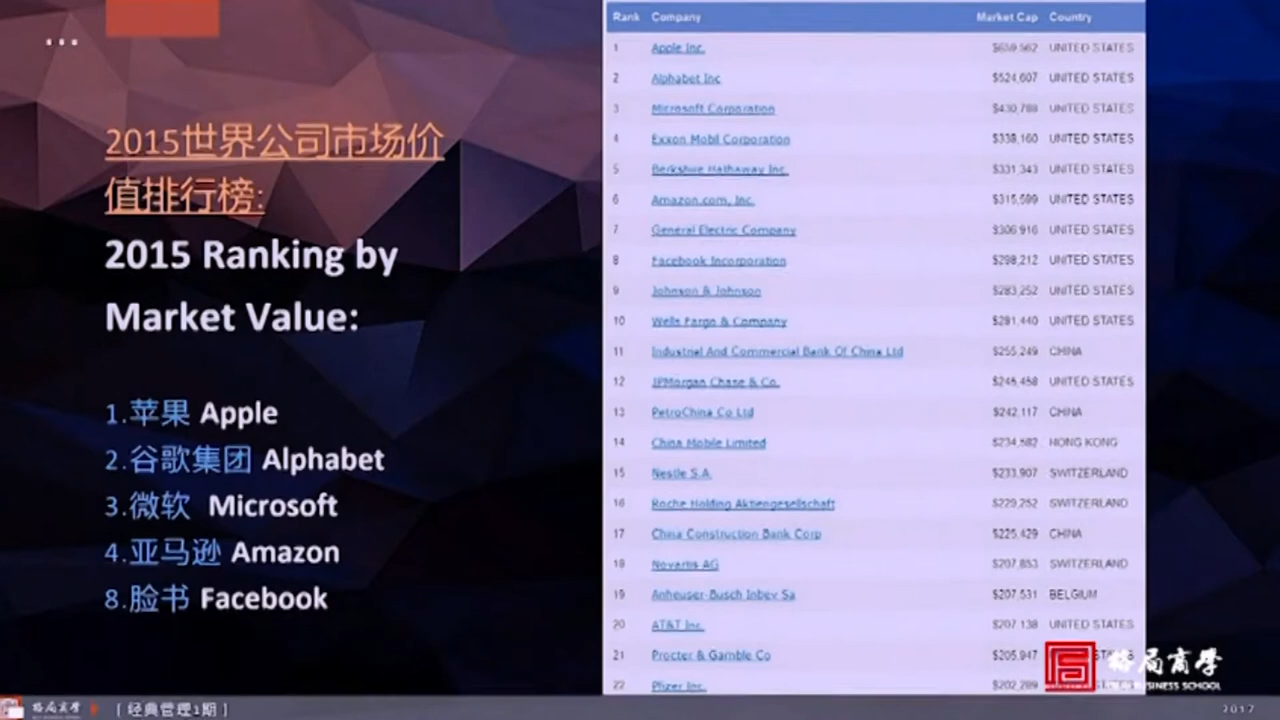 2015世界公司市场价
值排行榜:
2015 Ranking by
Market Value:
1.苹果 Apple
2.谷歌集团 Alphabet
3.微软 Microsoft
4.亚马逊 Amazon
8.脸书 Facebook
Rank Company Market Cap Country
1 Apple Inc. UNITED STATES
2 Alphabet Inc $524,607 UNITED STATES
3 Microsoft Corporation $430,788 UNITED STATES
4 Exxon Mobil Corporation $338,160 UNITED STATES
5 Berkshire Hathaway Inc. $331,343 UNITED STATES
6 Amazon.com, Inc. $315,599 UNITED STATES
7 General Electric Company $306,916 UNITED STATES
8 Facebook Incorporation $298,212 UNITED STATES
9 Johnson & Johnson $283,252 UNITED STATES
10 Wells Fargo & Company $281,440 UNITED STATES
11 Industrial And Commercial Bank Of China Ltd $255,249 CHINA
12 JPMorgan Chase & Co. UNITED STATES
13 PetroChina Co Ltd $242,117 CHINA
14 China Mobile Limited $234,582 HONG KONG
15 Nestle S.A. $233,907 SWITZERLAND
16 Roche Holding Aktiengesellschaft $229,252 SWITZERLAND
17 China Construction Bank Corp $225,429 CHINA
18 Novartis AG SWITZERLAND
19 Anheuser-Busch Inbev Sa $207,531 BELGIUM
20 AT&T Inc. $207,138 UNITED STATES
21 Procter & Gamble Co $205,947
22 Pfizer Inc.
格局商学
BUSINESS SCHOOL
格局商学
[ 经典管理1期 ]
2017